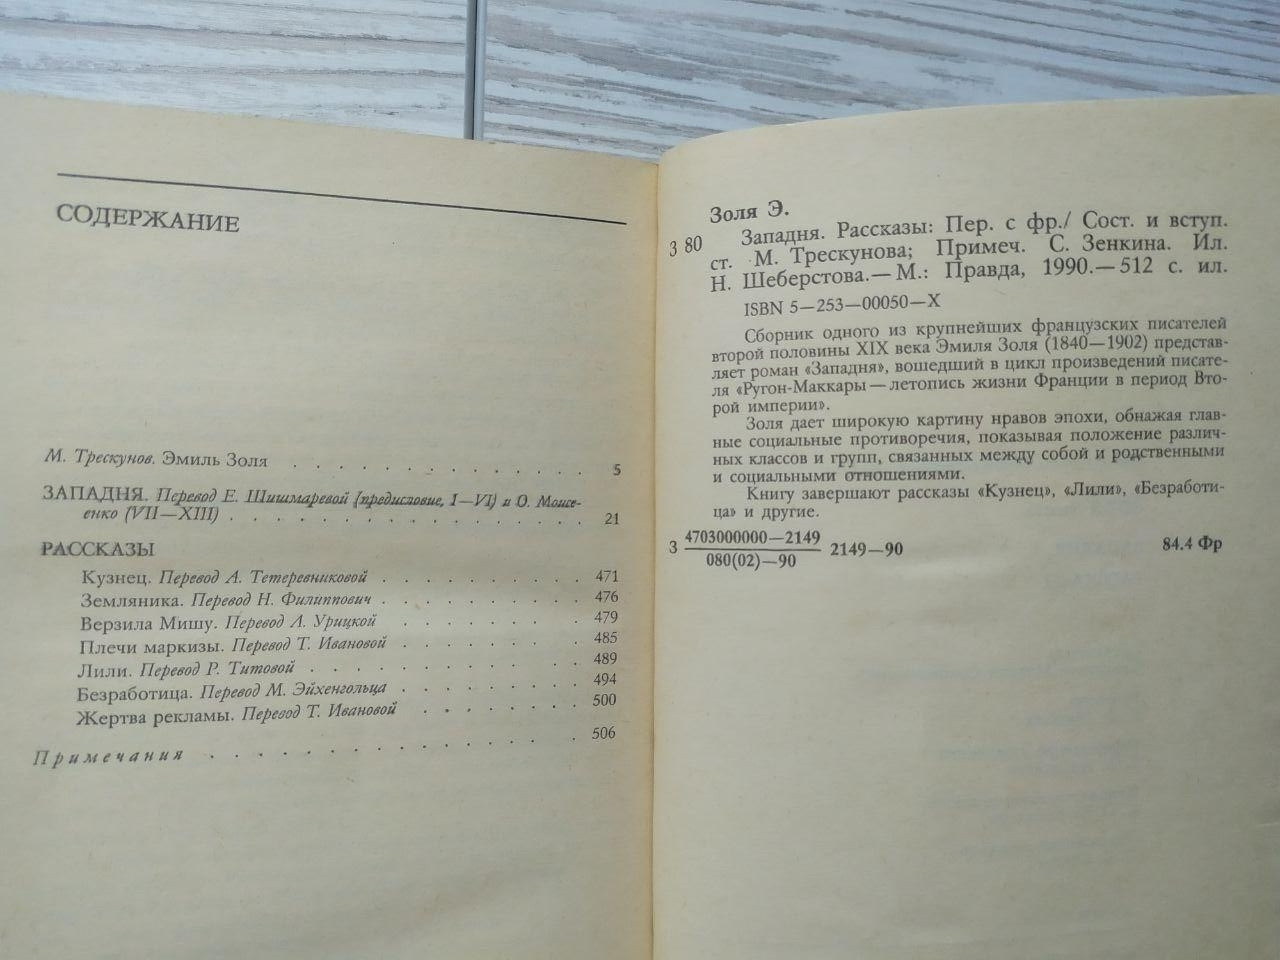 СОДЕРЖАНИЕ
М. Трескунов. Эмиль Золя . . . . . . . . . . . . . 5
ЗАПАДНЯ. Перевод Е. Шишмаревой (предисловие, I—VI) и О. Моисе-
енко (VII—XIII) . . . . . . . . . . . . . . . . 21
РАССКАЗЫ
Кузнец. Перевод А. Тетеревниковой . . . . . . . . . 471
Земляника. Перевод Н. Филиппович . . . . . . . . . 476
Верзила Мишу. Перевод Л. Урицкой . . . . . . . . 479
Плечи маркизы. Перевод Т. Ивановой . . . . . . . . 485
Лили. Перевод Р. Титовой . . . . . . . . . . . . 489
Безработица. Перевод М. Эйхенгольца . . . . . . . . 494
Жертва рекламы. Перевод Т. Ивановой . . . . . . . 500
Примечания . . . . . . . . . . . . . . . . . 506
Золя Э.
З 80 Западня. Рассказы: Пер. с фр./ Сост. и вступ.
ст. М. Трескунова; Примеч. С. Зенкина. Ил.
Н. Шеберстова.— М.: Правда, 1990.— 512 с. ил.
ISBN 5—253—00050—X
Сборник одного из крупнейших французских писателей
второй половины XIX века Эмиля Золя (1840—1902) представ-
ляет роман «Западня», вошедший в цикл произведений писате-
ля «Ругон-Маккары — летопись жизни Франции в период Вто-
рой империи».
Золя дает широкую картину нравов эпохи, обнажая глав-
ные социальные противоречия, показывая положение различ-
ных классов и групп, связанных между собой и родственными
и социальными отношениями.
Книгу завершают рассказы «Кузнец», «Лили», «Безработи-
ца» и другие.
З 4703000000—2149
080(02)—90 2149—90 84.4 Фр